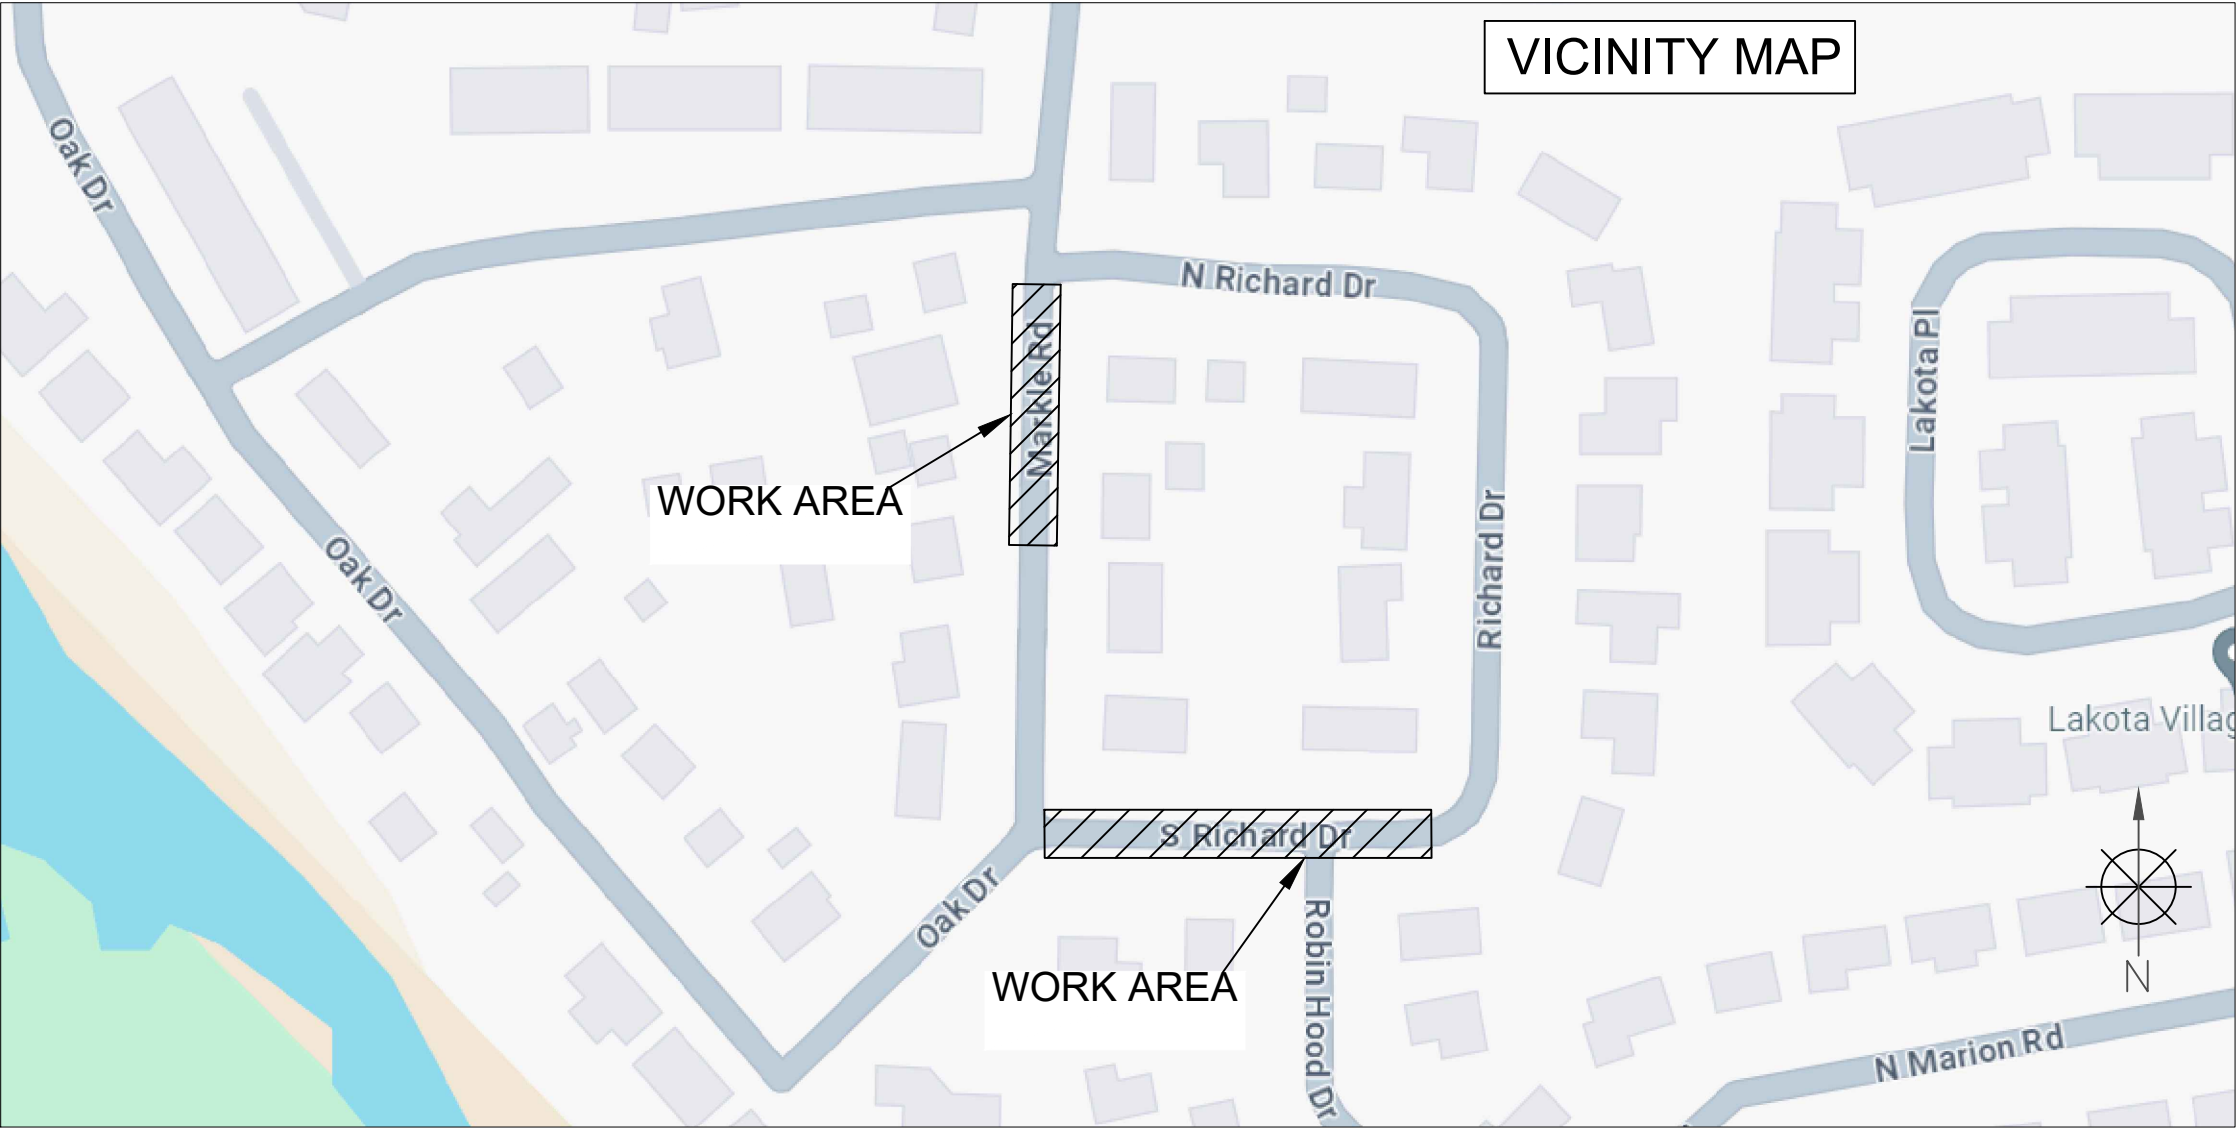 VICINITY MAP
Oak Dr
N Richard Dr
Markle Rd
Lakota Pl
WORK AREA
Richard Dr
Oak Dr
Lakota Villag
S Richard Dr
Oak Dr
WORK AREA
Robin Hood Dr
N
N Marion Rd